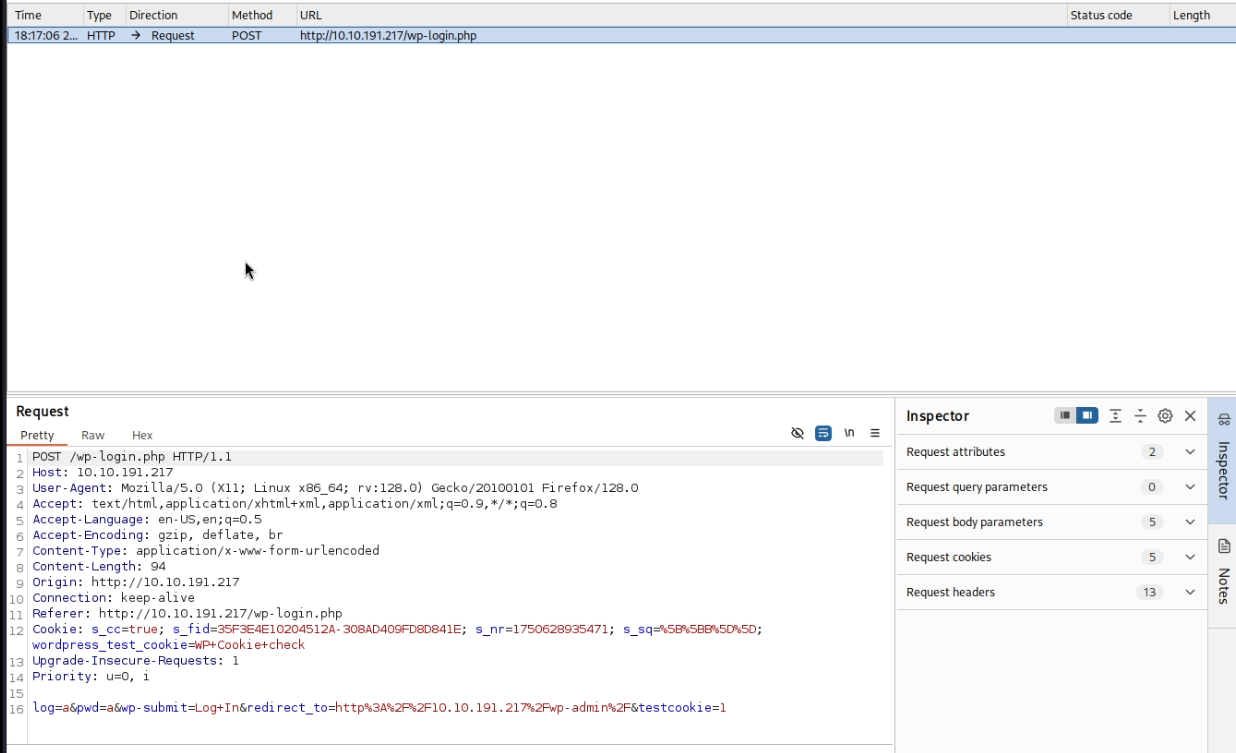 Time Type Direction Method URL Status code Length
18:17:06 2... HTTP → Request POST http://10.10.191.217/wp-login.php
Request
Pretty Raw Hex
\n
1 POST /wp-login.php HTTP/1.1
2 Host: 10.10.191.217
3 User-Agent: Mozilla/5.0 (X11; Linux x86_64; rv:128.0) Gecko/20100101 Firefox/128.0
4 Accept: text/html,application/xhtml+xml,application/xml;q=0.9,*/*;q=0.8
5 Accept-Language: en-US,en;q=0.5
6 Accept-Encoding: gzip, deflate, br
7 Content-Type: application/x-www-form-urlencoded
8 Content-Length: 94
9 Origin: http://10.10.191.217
10 Connection: keep-alive
11 Referer: http://10.10.191.217/wp-login.php
12 Cookie: s_cc=true; s_fid=35F3E4E10204512A-308AD409FD8D841E; s_nr=1750628935471; s_sq=%5B%5BB%5D%5D;
wordpress_test_cookie=WP+Cookie+check
13 Upgrade-Insecure-Requests: 1
14 Priority: u=0, i
15
16 log=a&pwd=a&wp-submit=Log+In&redirect_to=http%3A%2F%2F10.10.191.217%2Fwp-admin%2F&testcookie=1
Inspector
Request attributes 2
Request query parameters 0
Request body parameters 5
Request cookies 5
Request headers 13
Inspector
Notes